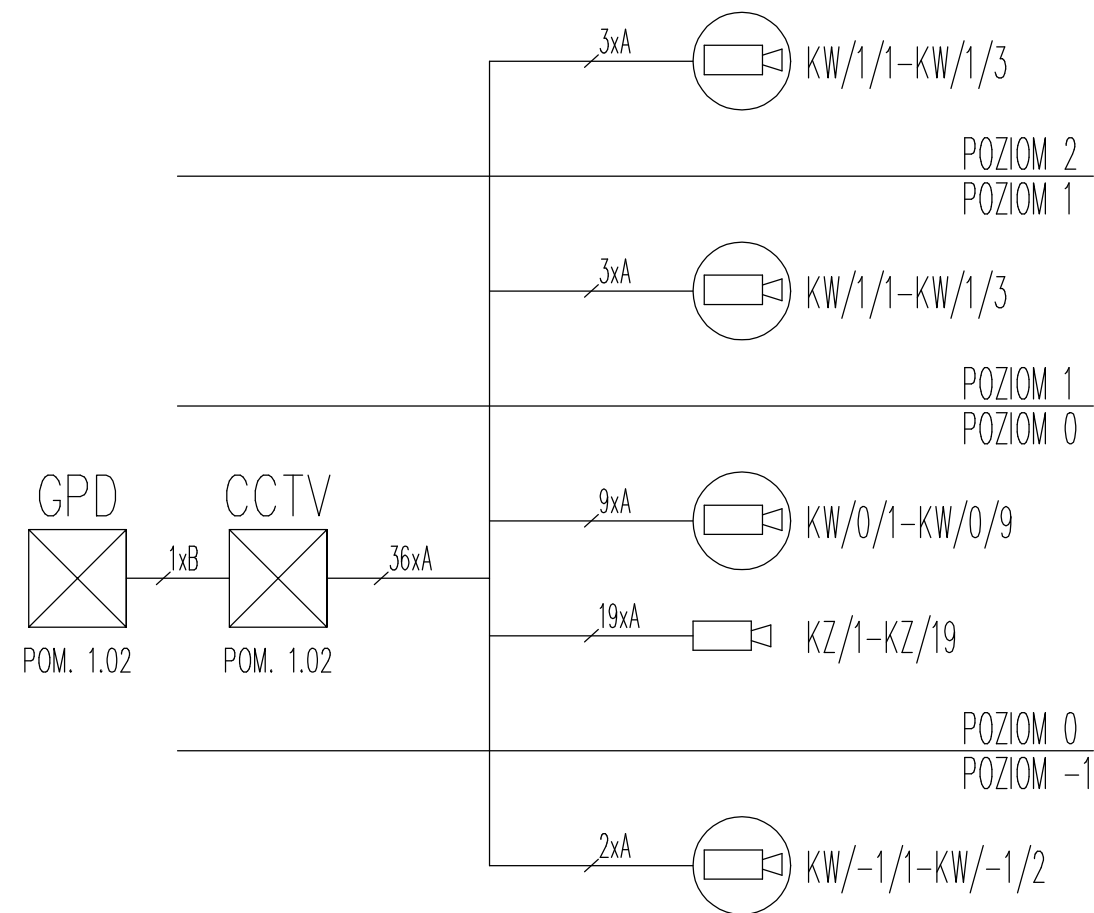 3xA
KW/1/1-KW/1/3
POZIOM 2
POZIOM 1
3xA
KW/1/1-KW/1/3
POZIOM 1
POZIOM 0
GPD
CCTV
9xA
KW/0/1-KW/0/9
1xB
36xA
19xA
KZ/1-KZ/19
POM. 1.02
POM. 1.02
POZIOM 0
POZIOM -1
2xA
KW/-1/1-KW/-1/2